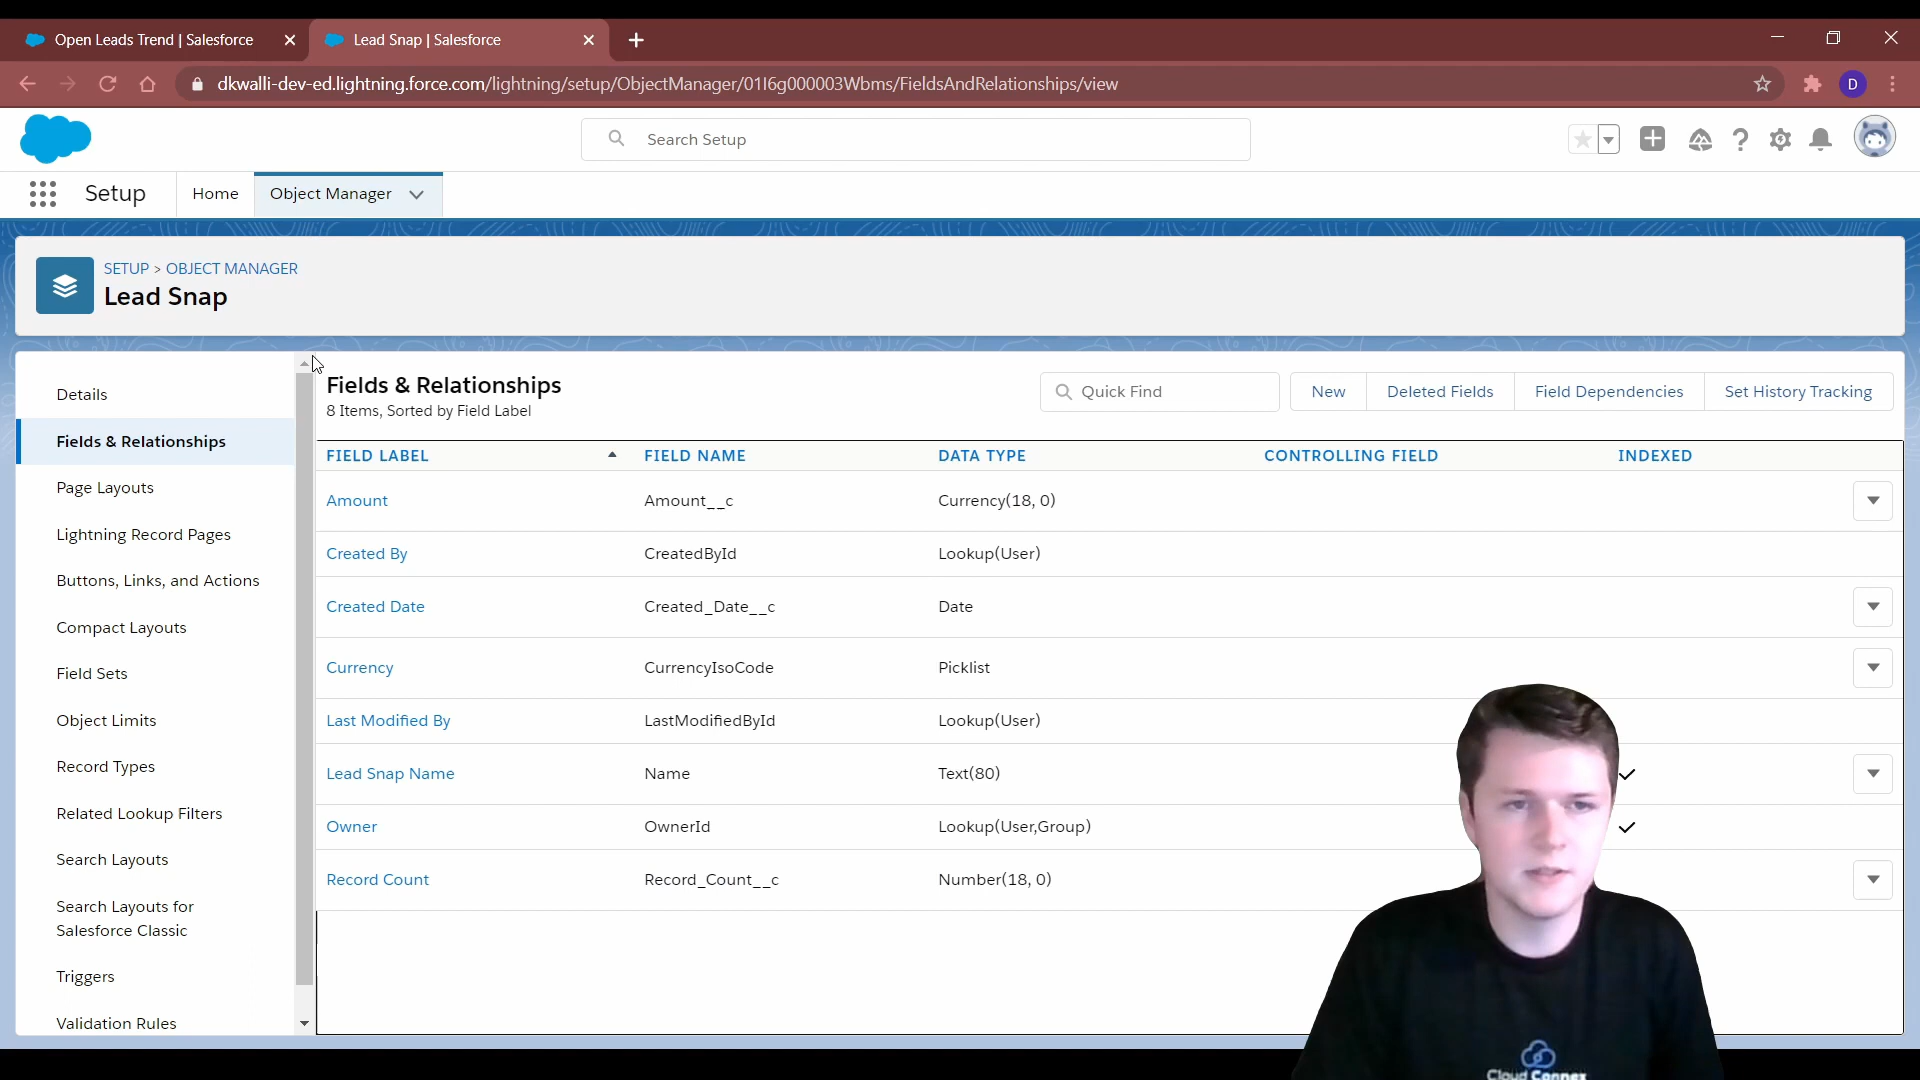 Open Leads Trend | Salesforce
Lead Snap | Salesforce
dkwalli-dev-ed.lightning.force.com/lightning/setup/ObjectManager/01I6g000003Wbms/FieldsAndRelationships/view
D
Search Setup
Setup
Home
Object Manager
SETUP > OBJECT MANAGER
Lead Snap
Details
Fields & Relationships
Page Layouts
Lightning Record Pages
Buttons, Links, and Actions
Compact Layouts
Field Sets
Object Limits
Record Types
Related Lookup Filters
Search Layouts
Search Layouts for
Salesforce Classic
Triggers
Validation Rules
Fields & Relationships
8 Items, Sorted by Field Label
Quick Find
New
Deleted Fields
Field Dependencies
Set History Tracking
FIELD LABEL FIELD NAME DATA TYPE CONTROLLING FIELD INDEXED
Amount Amount__c Currency(18, 0)
Created By CreatedById Lookup(User)
Created Date Created_Date__c Date
Currency CurrencyIsoCode Picklist
Last Modified By LastModifiedById Lookup(User)
Lead Snap Name Name Text(80)
Owner OwnerId Lookup(User,Group)
Record Count Record_Count__c Number(18, 0)
Cloud Connex